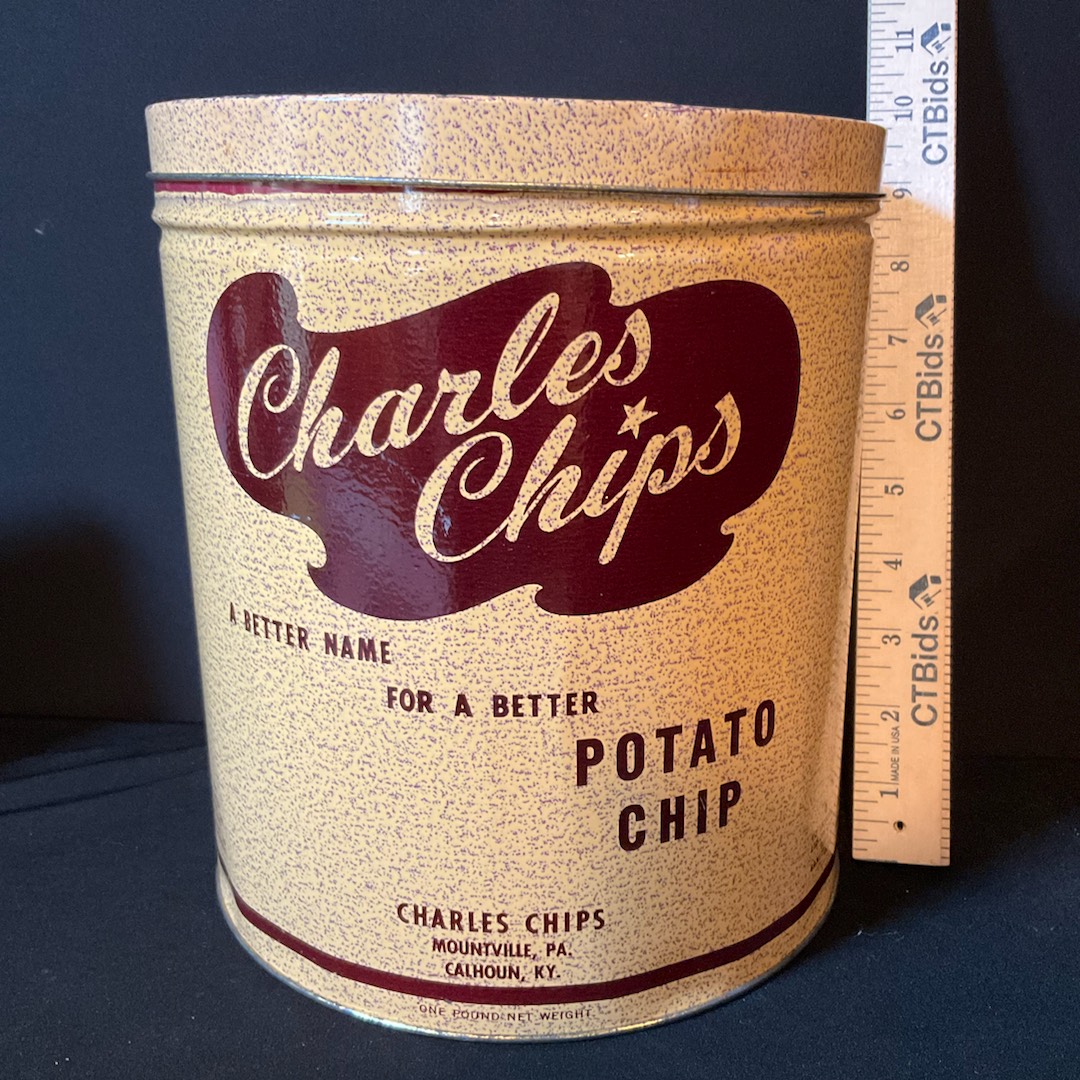 Charles
Chips
A BETTER NAME
FOR A BETTER
POTATO
CHIP
CHARLES CHIPS
MOUNTVILLE, PA.
CALHOUN, KY.
ONE POUND NET WEIGHT
11
10
9
8
7
6
5
4
3
2
1
MADE IN USA
CTBids
CTBids
CTBids